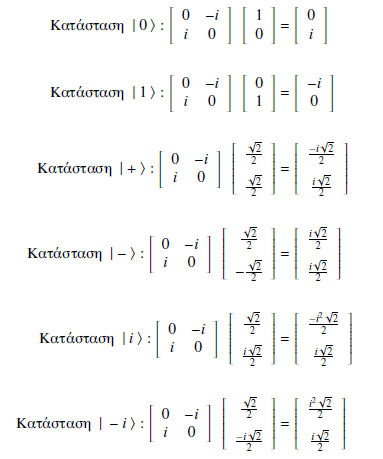 Κατάσταση | 0 ⟩ : [ 0 −i ; i 0 ] [ 1 ; 0 ] = [ 0 ; i ]
Κατάσταση | 1 ⟩ : [ 0 −i ; i 0 ] [ 0 ; 1 ] = [ −i ; 0 ]
Κατάσταση | + ⟩ : [ 0 −i ; i 0 ] [ √2/2 ; √2/2 ] = [ −i√2/2 ; i√2/2 ]
Κατάσταση | − ⟩ : [ 0 −i ; i 0 ] [ √2/2 ; −√2/2 ] = [ i√2/2 ; i√2/2 ]
Κατάσταση | i ⟩ : [ 0 −i ; i 0 ] [ √2/2 ; i√2/2 ] = [ −i²√2/2 ; i√2/2 ]
Κατάσταση | − i ⟩ : [ 0 −i ; i 0 ] [ √2/2 ; −i√2/2 ] = [ i²√2/2 ; i√2/2 ]